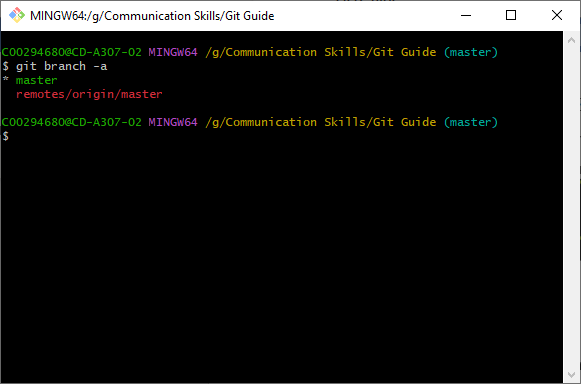 MINGW64:/g/Communication Skills/Git Guide
C00294680@CD-A307-02 MINGW64 /g/Communication Skills/Git Guide (master)
$ git branch -a
* master
remotes/origin/master
C00294680@CD-A307-02 MINGW64 /g/Communication Skills/Git Guide (master)
$